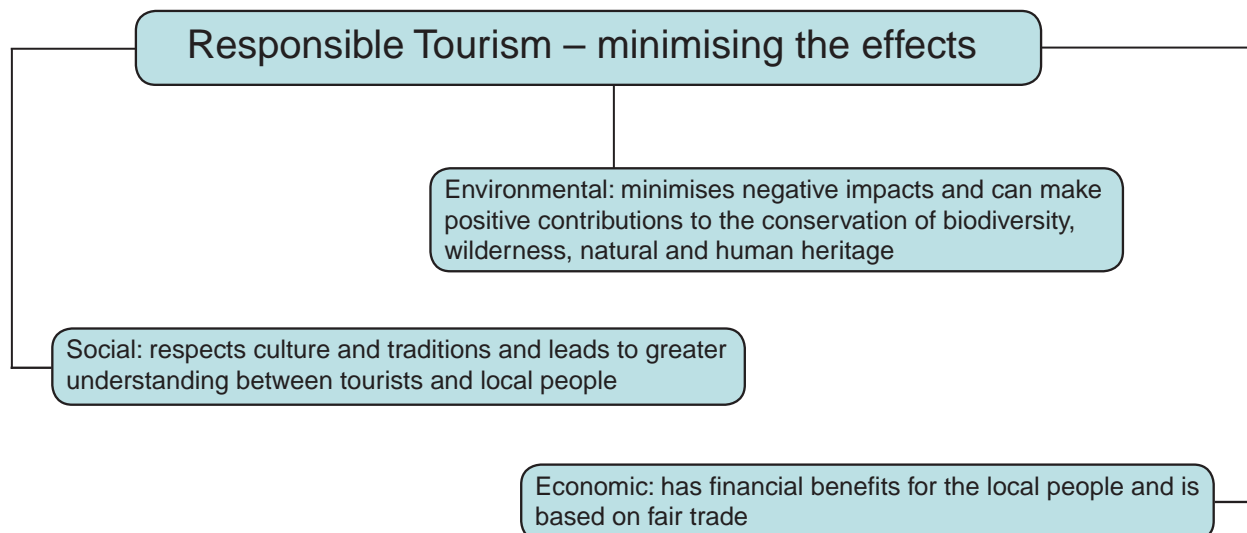 Responsible Tourism – minimising the effects
Environmental: minimises negative impacts and can make
positive contributions to the conservation of biodiversity,
wilderness, natural and human heritage
Social: respects culture and traditions and leads to greater
understanding between tourists and local people
Economic: has financial benefits for the local people and is
based on fair trade